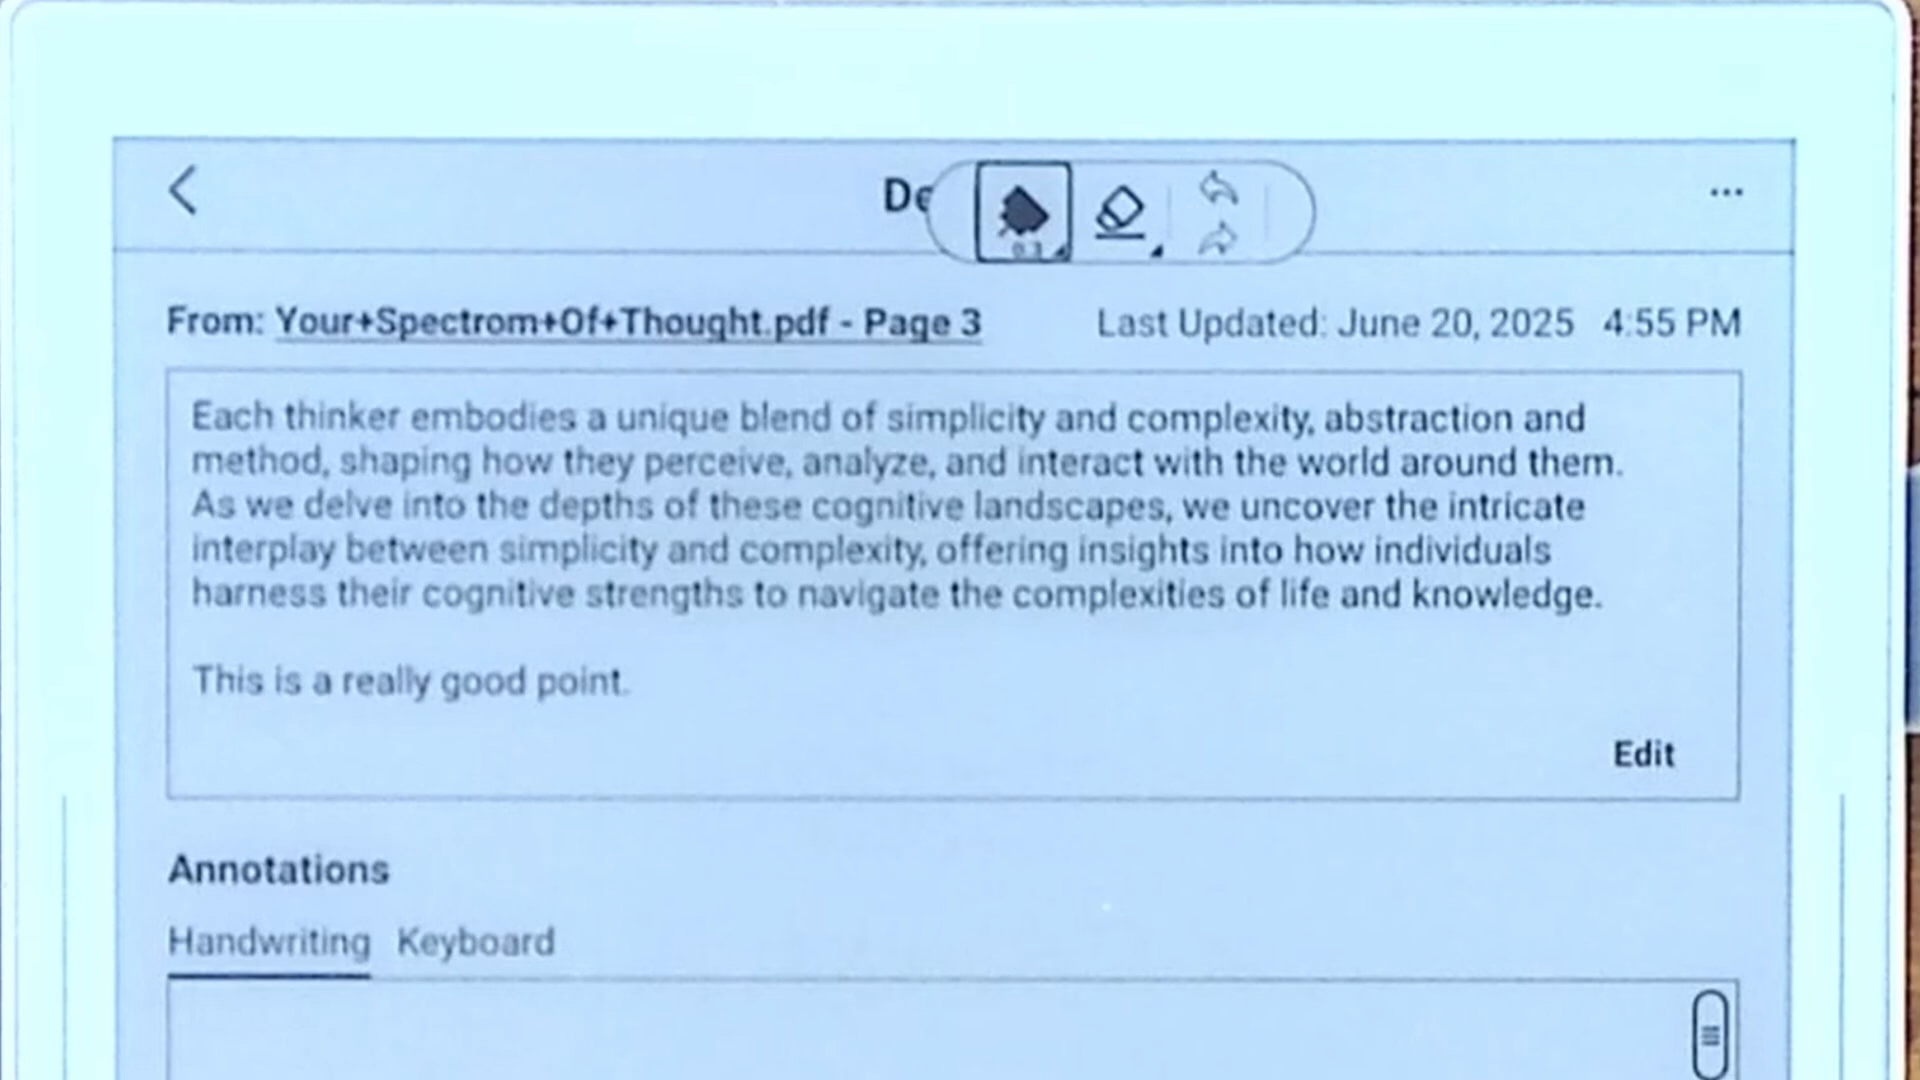 From: Your+Spectrom+Of+Thought.pdf - Page 3 Last Updated: June 20, 2025 4:55 PM
Each thinker embodies a unique blend of simplicity and complexity, abstraction and
method, shaping how they perceive, analyze, and interact with the world around them.
As we delve into the depths of these cognitive landscapes, we uncover the intricate
interplay between simplicity and complexity, offering insights into how individuals
harness their cognitive strengths to navigate the complexities of life and knowledge.
This is a really good point.
Edit
Annotations
Handwriting Keyboard